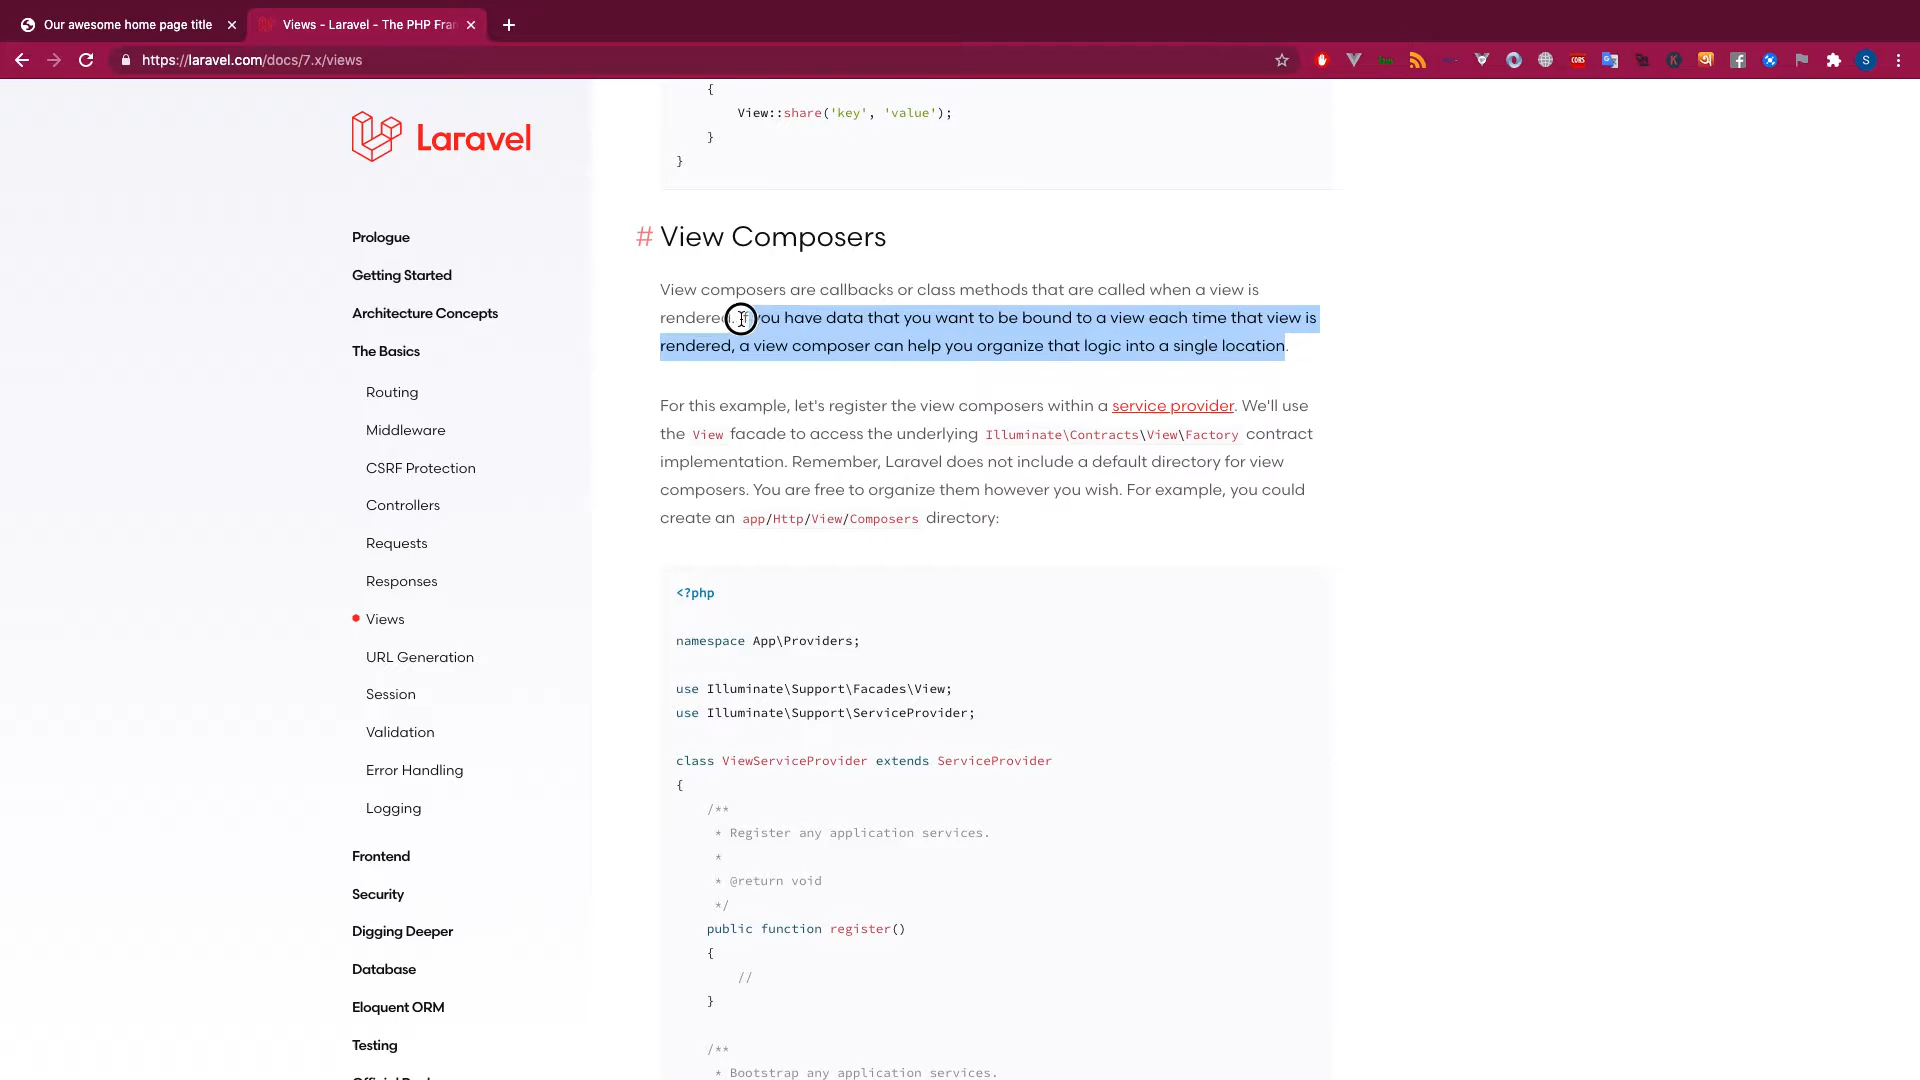 Our awesome home page title
Views - Laravel - The PHP Fra
https://laravel.com/docs/7.x/views
Laravel
Prologue
Getting Started
Architecture Concepts
The Basics
Routing
Middleware
CSRF Protection
Controllers
Requests
Responses
Views
URL Generation
Session
Validation
Error Handling
Logging
Frontend
Security
Digging Deeper
Database
Eloquent ORM
Testing
{
View::share('key', 'value');
}
}
# View Composers
View composers are callbacks or class methods that are called when a view is
rendered. If you have data that you want to be bound to a view each time that view is
rendered, a view composer can help you organize that logic into a single location.
For this example, let's register the view composers within a service provider. We'll use
the View facade to access the underlying Illuminate\Contracts\View\Factory contract
implementation. Remember, Laravel does not include a default directory for view
composers. You are free to organize them however you wish. For example, you could
create an app/Http/View/Composers directory:
<?php
namespace App\Providers;
use Illuminate\Support\Facades\View;
use Illuminate\Support\ServiceProvider;
class ViewServiceProvider extends ServiceProvider
{
/**
* Register any application services.
*
* @return void
*/
public function register()
{
//
}
/**
* Bootstrap any application services.